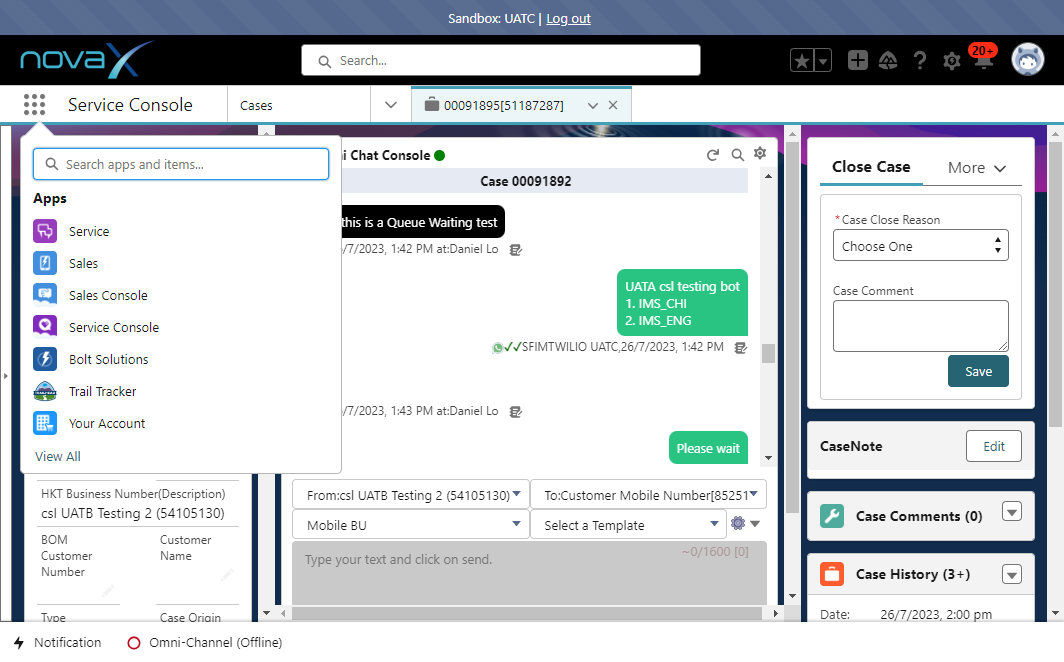 Sandbox: UATC | Log out
novaX
Search...
20+
Service Console
Cases
00091895[51187287]
Search apps and items...
Apps
Service
Sales
Sales Console
Service Console
Bolt Solutions
Trail Tracker
Your Account
View All
HKT Business Number(Description)
csl UATB Testing 2 (54105130)
BOM
Customer
Number
Customer
Name
Type
Case Origin
i Chat Console
Case 00091892
this is a Queue Waiting test
/7/2023, 1:42 PM at:Daniel Lo
UATA csl testing bot
1. IMS_CHI
2. IMS_ENG
SFIMTWILIO UATC,26/7/2023, 1:42 PM
/7/2023, 1:43 PM at:Daniel Lo
Please wait
From:csl UATB Testing 2 (54105130)
To:Customer Mobile Number[85251
Mobile BU
Select a Template
Type your text and click on send.
~0/1600 [0]
Close Case
More
*Case Close Reason
Choose One
Case Comment
Save
CaseNote
Edit
Case Comments (0)
Case History (3+)
Date:
26/7/2023, 2:00 pm
Notification
Omni-Channel (Offline)